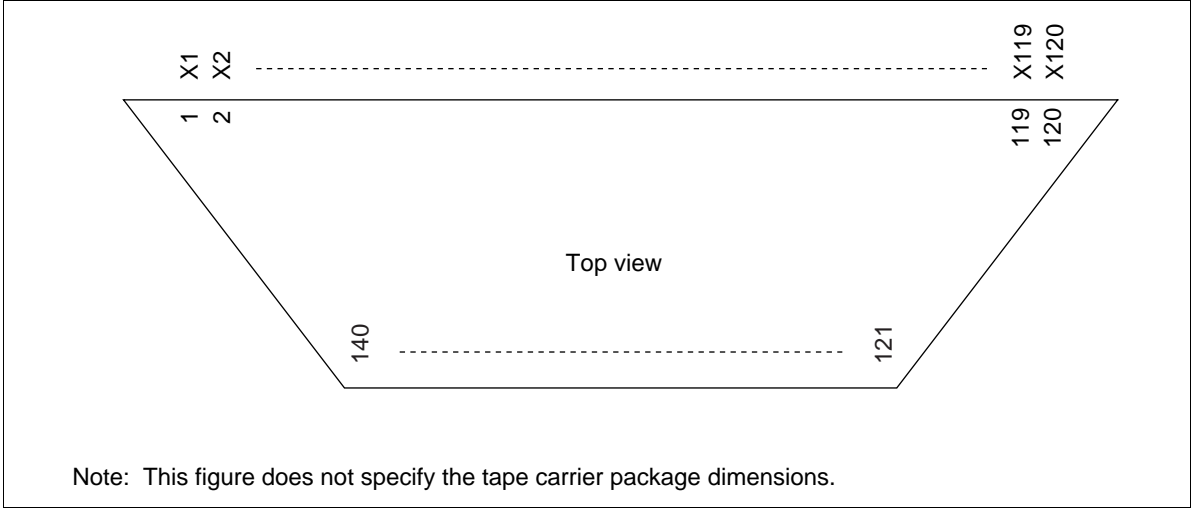 X1 X2 X119 X120
1 2 119 120
Top view
140 121
Note: This figure does not specify the tape carrier package dimensions.